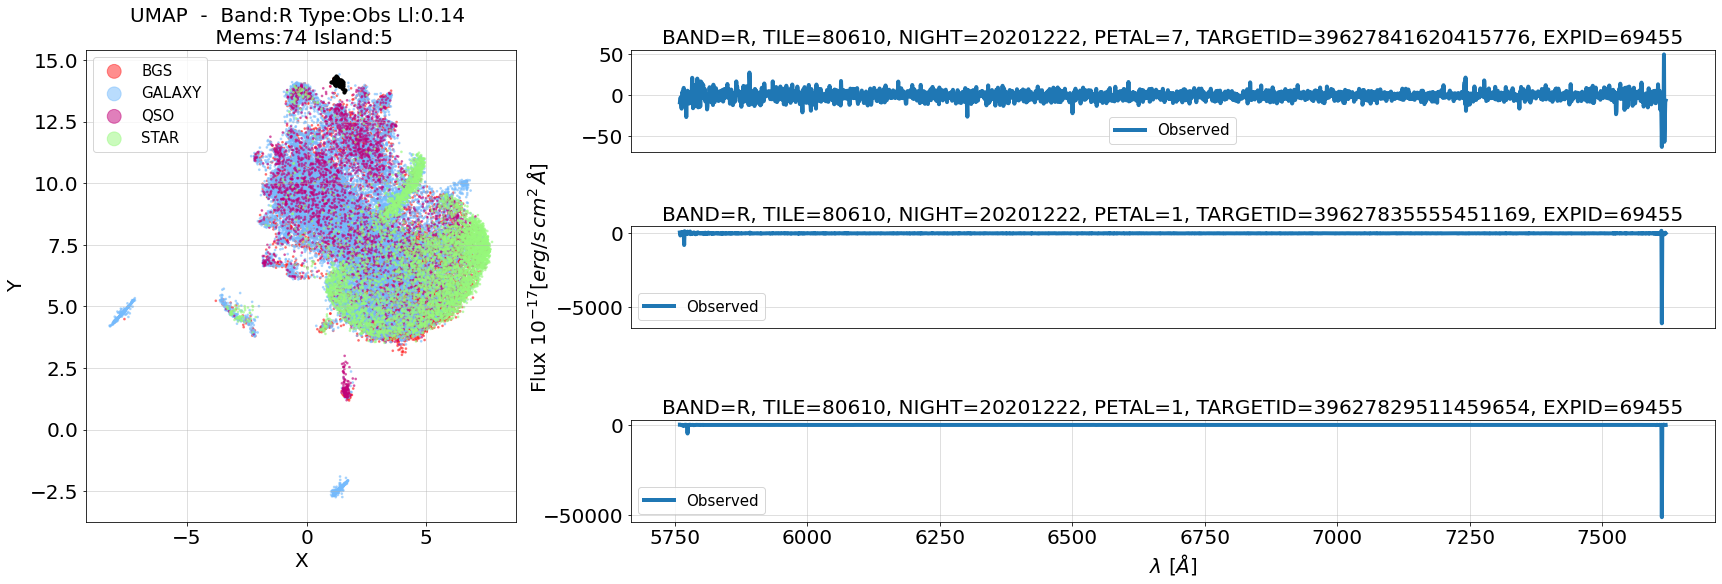 UMAP - Band:R Type:Obs Ll:0.14
Mems:74 Island:5
15.0
12.5
10.0
7.5
5.0
2.5
0.0
−2.5
Y
BGS
GALAXY
QSO
STAR
−5
0
5
X
Flux 10−17[erg/s cm2 Å]
BAND=R, TILE=80610, NIGHT=20201222, PETAL=7, TARGETID=39627841620415776, EXPID=69455
50
0
−50
Observed
BAND=R, TILE=80610, NIGHT=20201222, PETAL=1, TARGETID=39627835555451169, EXPID=69455
0
−5000
Observed
BAND=R, TILE=80610, NIGHT=20201222, PETAL=1, TARGETID=39627829511459654, EXPID=69455
0
−50000
Observed
5750
6000
6250
6500
6750
7000
7250
7500
λ [Å]